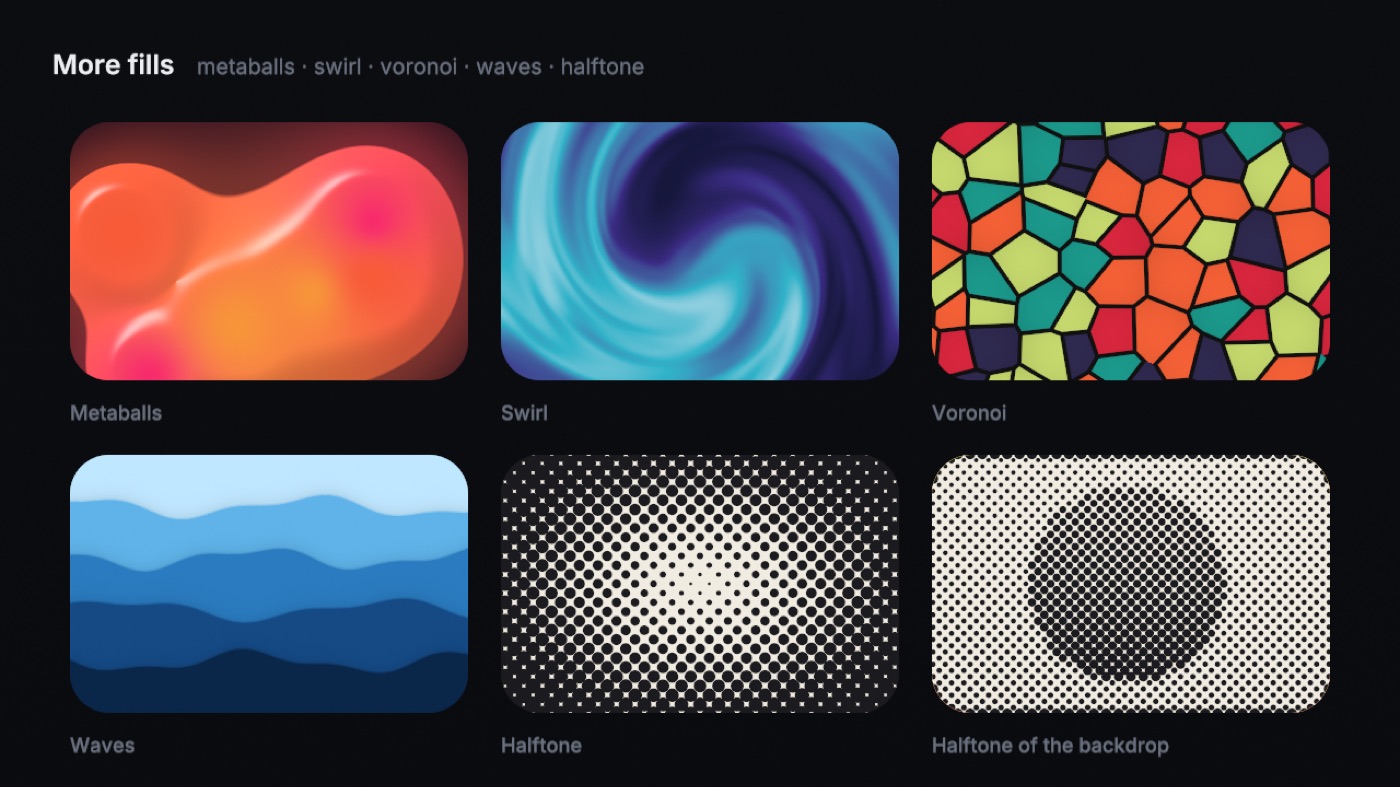 More fills metaballs · swirl · voronoi · waves · halftone
Metaballs
Swirl
Voronoi
Waves
Halftone
Halftone of the backdrop